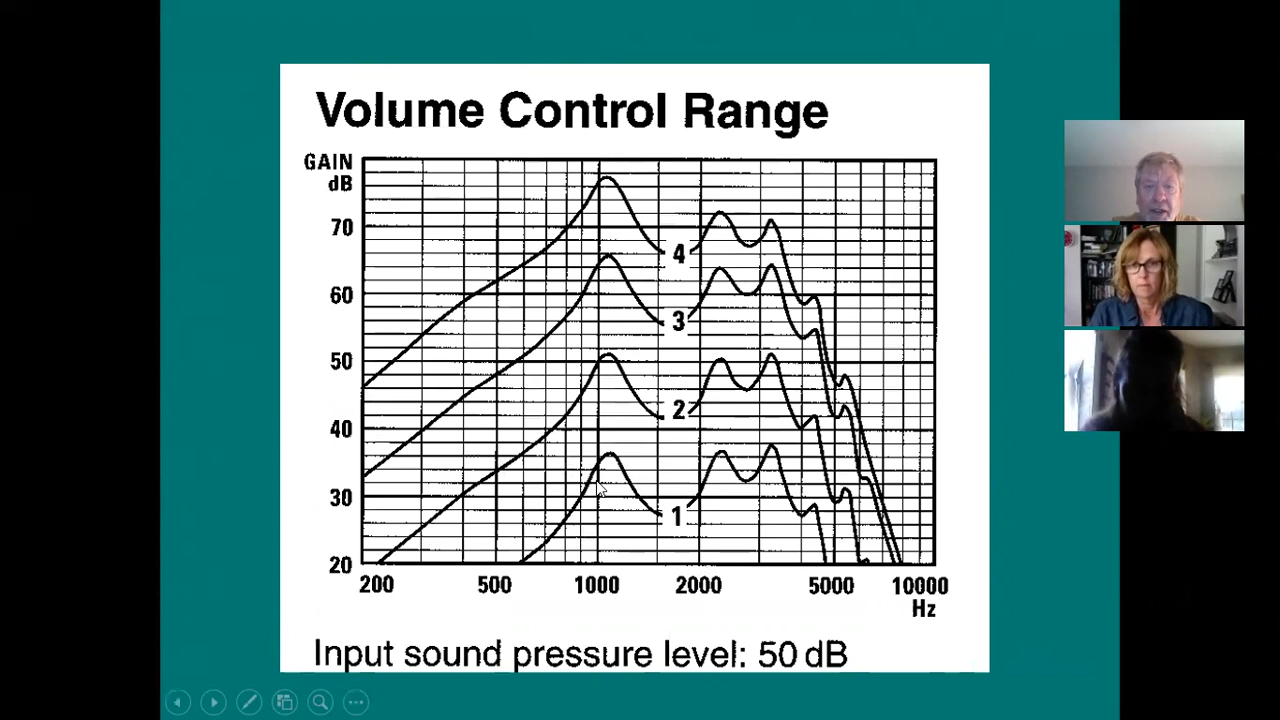 Volume Control Range
GAIN
dB
70
60
50
40
30
20
4
3
2
1
200 500 1000 2000 5000 10000
Hz
Input sound pressure level: 50 dB